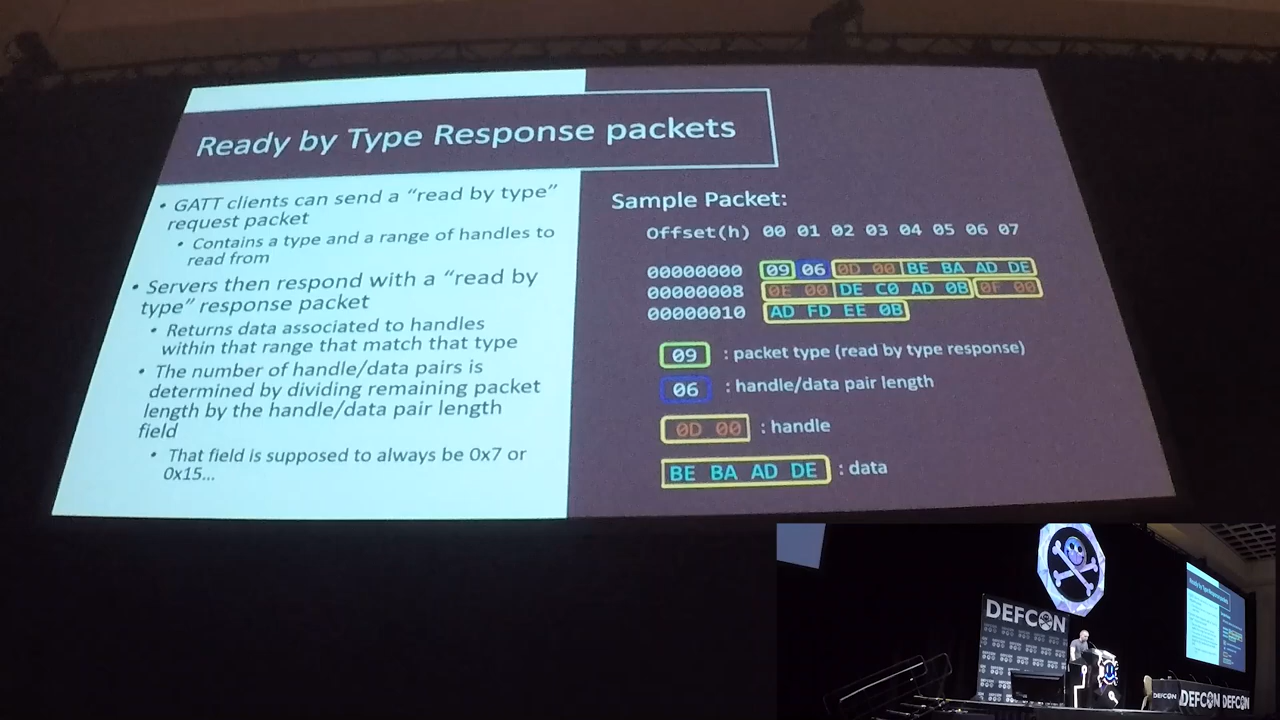 Ready by Type Response packets
• GATT clients can send a “read by type”
request packet
• Contains a type and a range of handles to
read from
• Servers then respond with a “read by
type” response packet
• Returns data associated to handles
within that range that match that type
• The number of handle/data pairs is
determined by dividing remaining packet
length by the handle/data pair length
field
• That field is supposed to always be 0x7 or
0x15...
Sample Packet:
Offset(h) 00 01 02 03 04 05 06 07
00000000 09 06 0D 00 BE BA AD DE
00000008 0E 00 DE C0 AD 0B 0F 00
00000010 AD FD EE 0B
09 : packet type (read by type response)
06 : handle/data pair length
0D 00 : handle
BE BA AD DE : data
DEFCON
DEFCON DEFCON DEFCON
Ready by Type Response packets